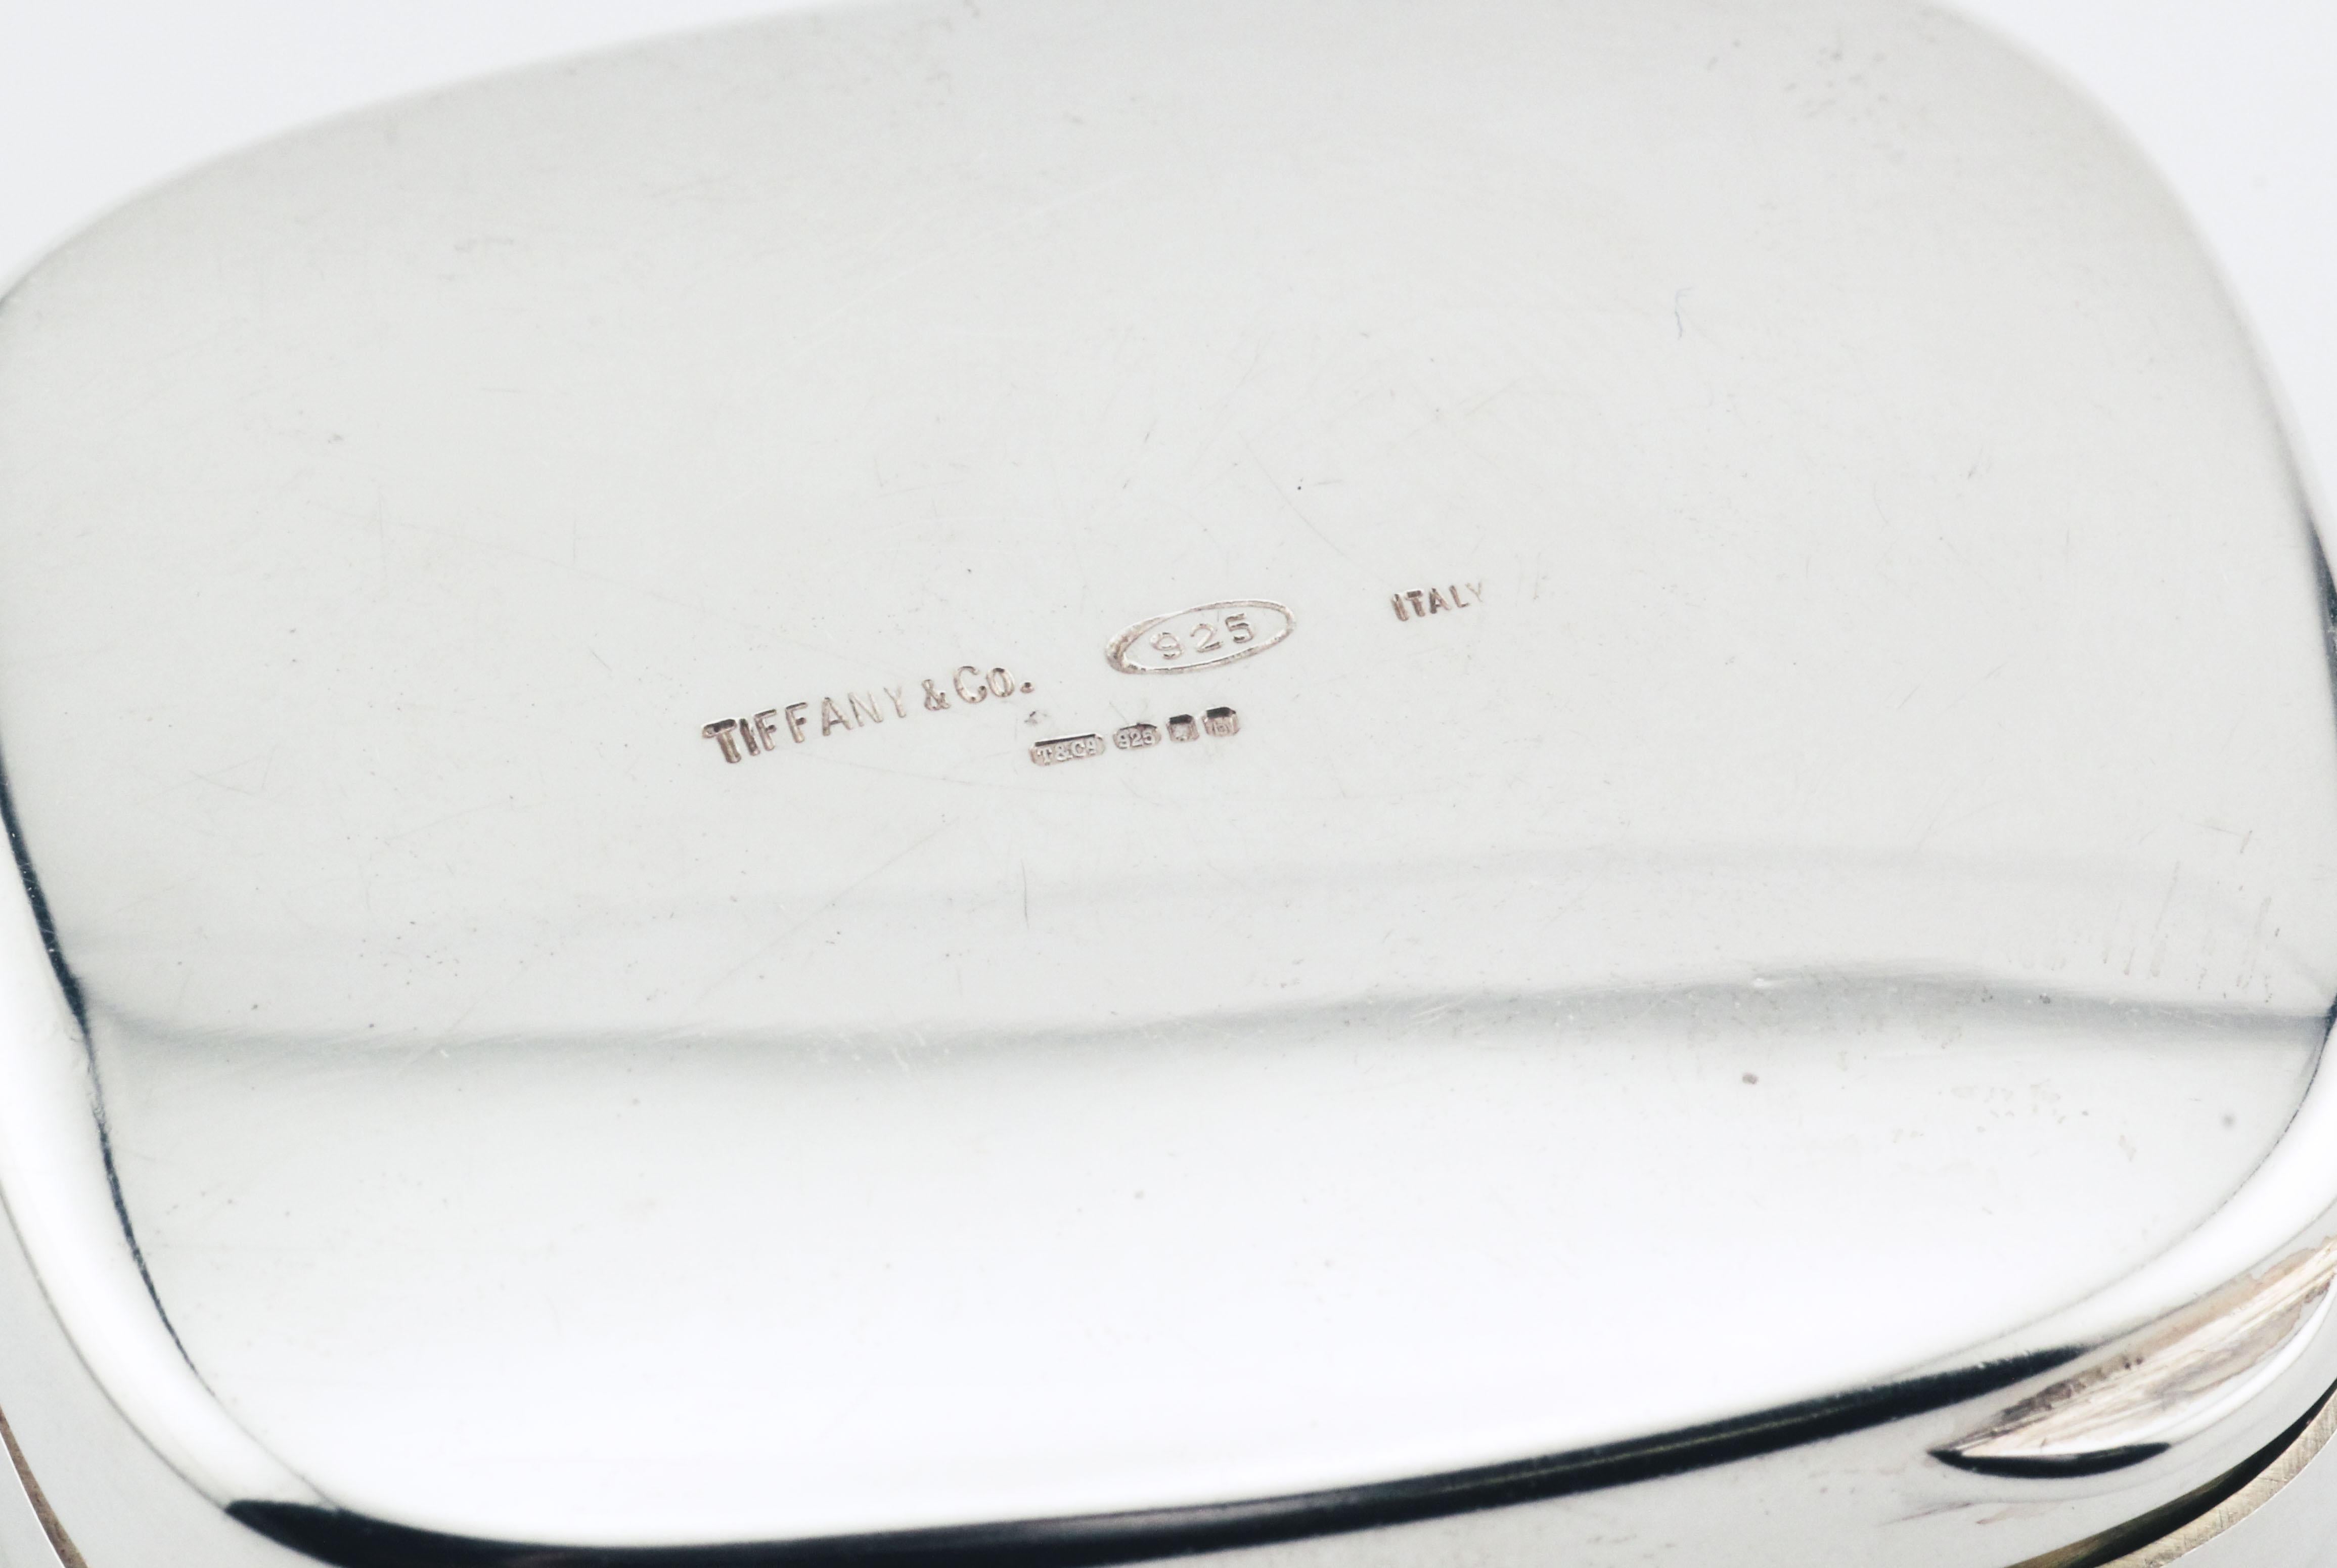 TIFFANY & Co. 925 ITALY
T&Co 925